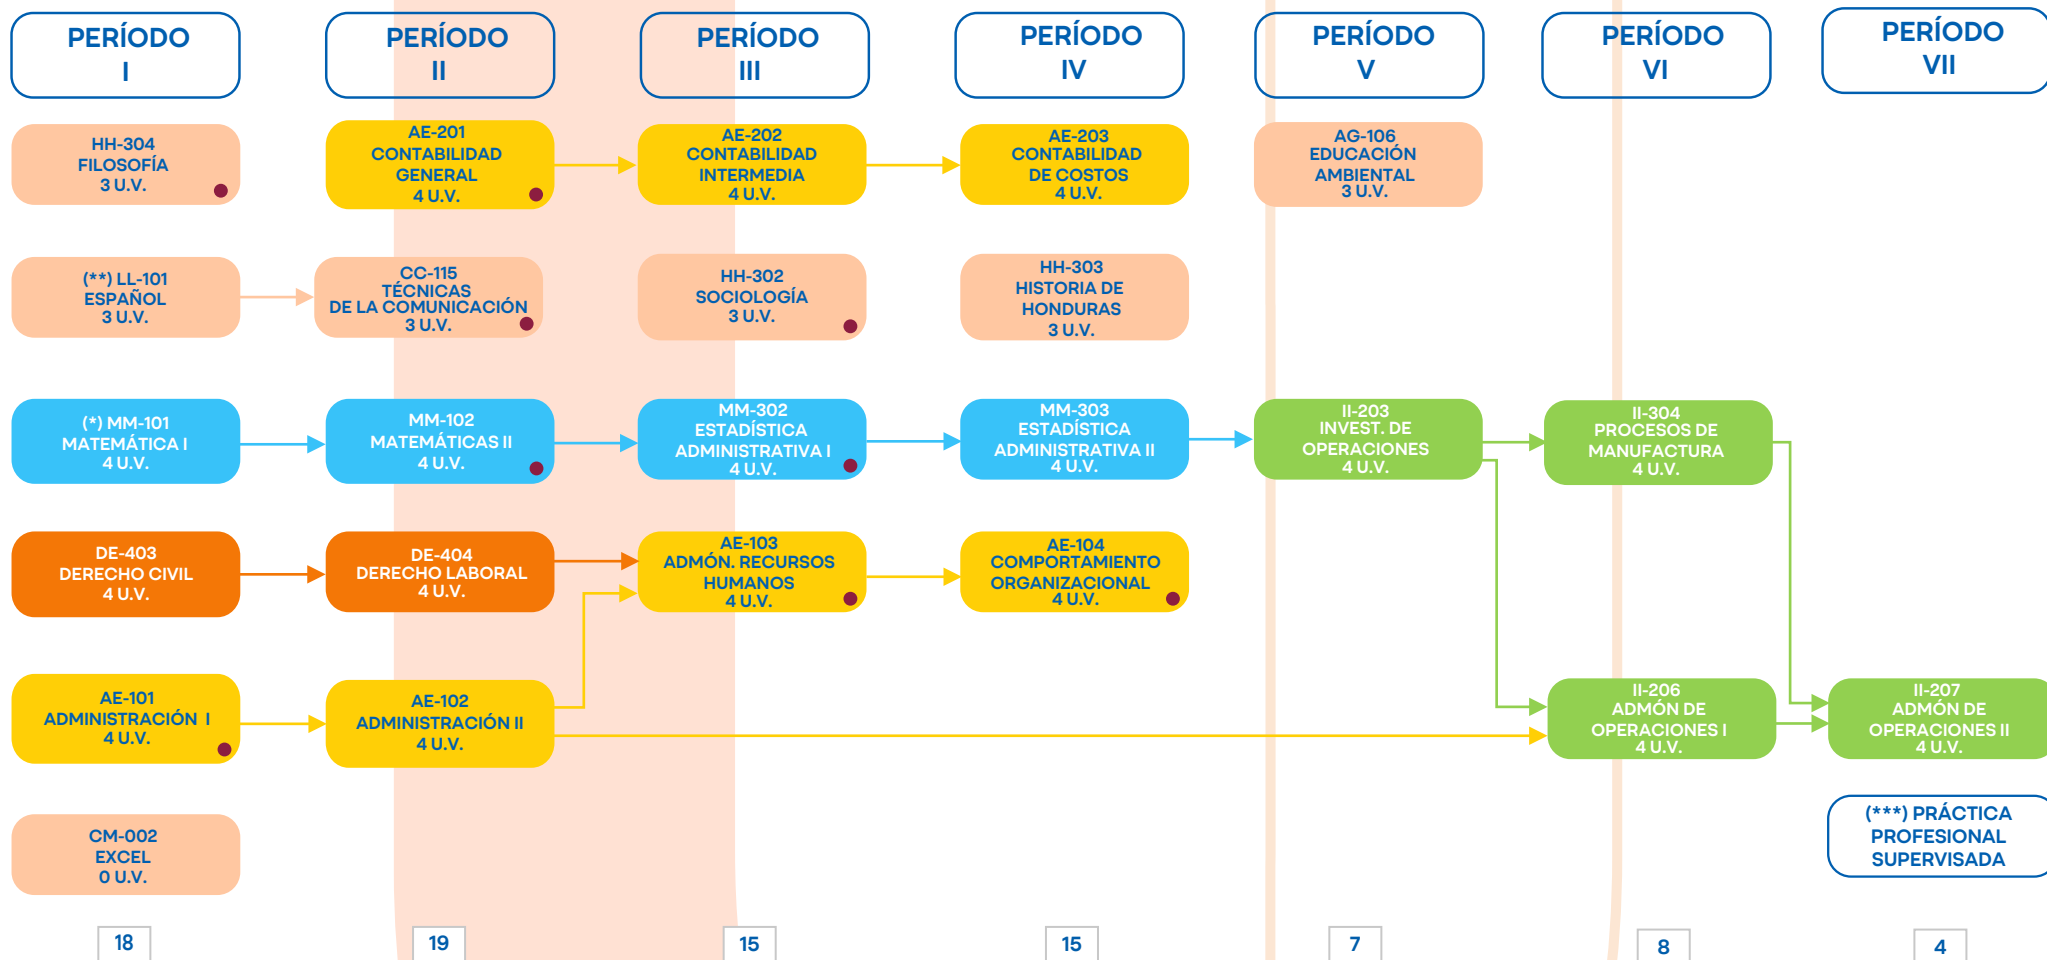 PERÍODO
I
PERÍODO
II
PERÍODO
III
PERÍODO
IV
PERÍODO
V
PERÍODO
VI
PERÍODO
VII
HH-304
FILOSOFÍA
3 U.V.
AE-201
CONTABILIDAD
GENERAL
4 U.V.
AE-202
CONTABILIDAD
INTERMEDIA
4 U.V.
AE-203
CONTABILIDAD
DE COSTOS
4 U.V.
AG-106
EDUCACIÓN
AMBIENTAL
3 U.V.
(**) LL-101
ESPAÑOL
3 U.V.
CC-115
TÉCNICAS
DE LA COMUNICACIÓN
3 U.V.
HH-302
SOCIOLOGÍA
3 U.V.
HH-303
HISTORIA DE
HONDURAS
3 U.V.
(*) MM-101
MATEMÁTICA I
4 U.V.
MM-102
MATEMÁTICAS II
4 U.V.
MM-302
ESTADÍSTICA
ADMINISTRATIVA I
4 U.V.
MM-303
ESTADÍSTICA
ADMINISTRATIVA II
4 U.V.
II-203
INVEST. DE
OPERACIONES
4 U.V.
II-304
PROCESOS DE
MANUFACTURA
4 U.V.
DE-403
DERECHO CIVIL
4 U.V.
DE-404
DERECHO LABORAL
4 U.V.
AE-103
ADMÓN. RECURSOS
HUMANOS
4 U.V.
AE-104
COMPORTAMIENTO
ORGANIZACIONAL
4 U.V.
AE-101
ADMINISTRACIÓN I
4 U.V.
AE-102
ADMINISTRACIÓN II
4 U.V.
II-206
ADMÓN DE
OPERACIONES I
4 U.V.
II-207
ADMÓN DE
OPERACIONES II
4 U.V.
CM-002
EXCEL
0 U.V.
(***) PRÁCTICA
PROFESIONAL
SUPERVISADA
18
19
15
15
7
8
4